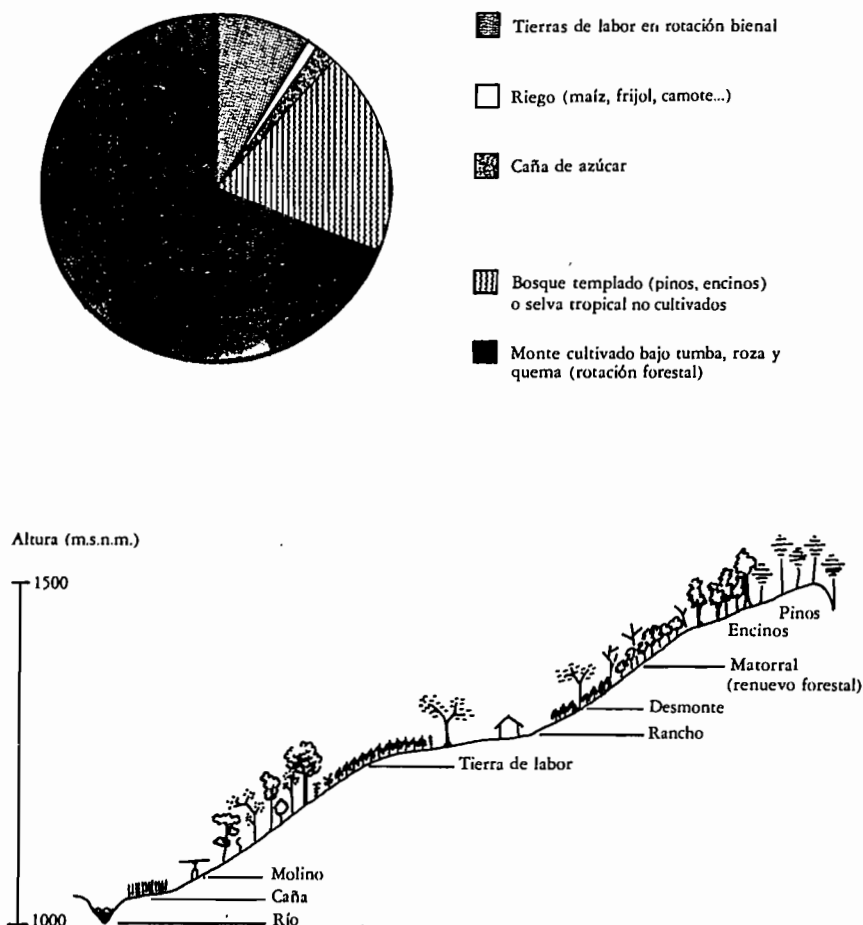 Tierras de labor en rotación bienal
Riego (maíz, frijol, camote...)
Caña de azúcar
Bosque templado (pinos, encinos)
o selva tropical no cultivados
Monte cultivado bajo tumba, roza y
quema (rotación forestal)
Altura (m.s.n.m.)
1500
Pinos
Encinos
Matorral
(renuevo forestal)
Desmonte
Rancho
Tierra de labor
Molino
Caña
Río
1000